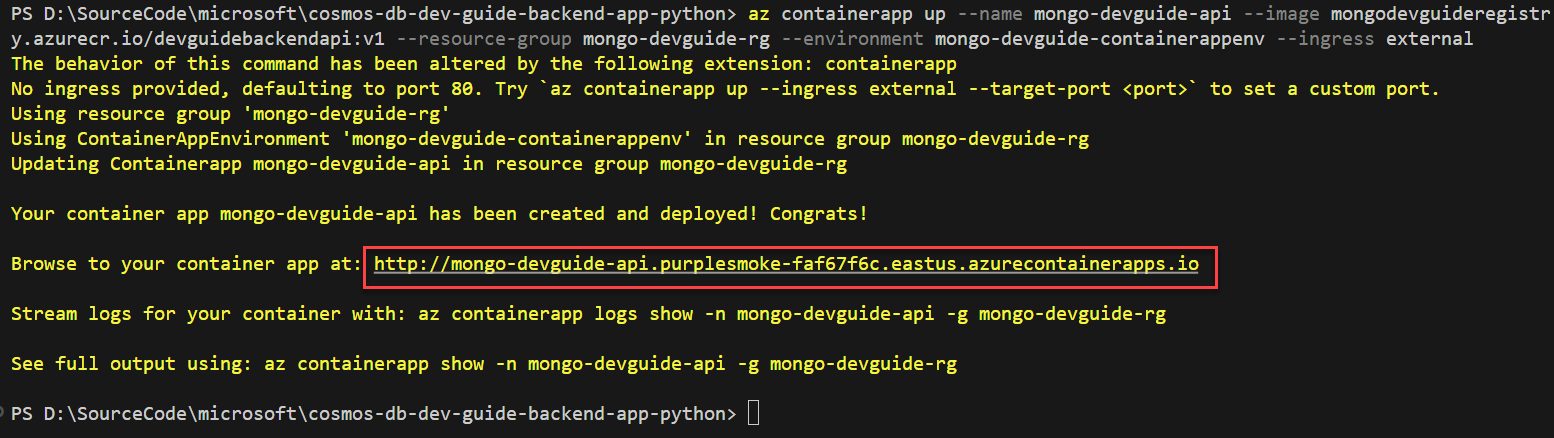 PS D:\SourceCode\microsoft\cosmos-db-dev-guide-backend-app-python> az containerapp up --name mongo-devguide-api --image mongodevguideregistr
y.azurecr.io/devguidebackendapi:v1 --resource-group mongo-devguide-rg --environment mongo-devguide-containerappenv --ingress external
The behavior of this command has been altered by the following extension: containerapp
No ingress provided, defaulting to port 80. Try `az containerapp up --ingress external --target-port <port>` to set a custom port.
Using resource group 'mongo-devguide-rg'
Using ContainerAppEnvironment 'mongo-devguide-containerappenv' in resource group mongo-devguide-rg
Updating Containerapp mongo-devguide-api in resource group mongo-devguide-rg
Your container app mongo-devguide-api has been created and deployed! Congrats!
Browse to your container app at: http://mongo-devguide-api.purplesmoke-faf67f6c.eastus.azurecontainerapps.io
Stream logs for your container with: az containerapp logs show -n mongo-devguide-api -g mongo-devguide-rg
See full output using: az containerapp show -n mongo-devguide-api -g mongo-devguide-rg
PS D:\SourceCode\microsoft\cosmos-db-dev-guide-backend-app-python>